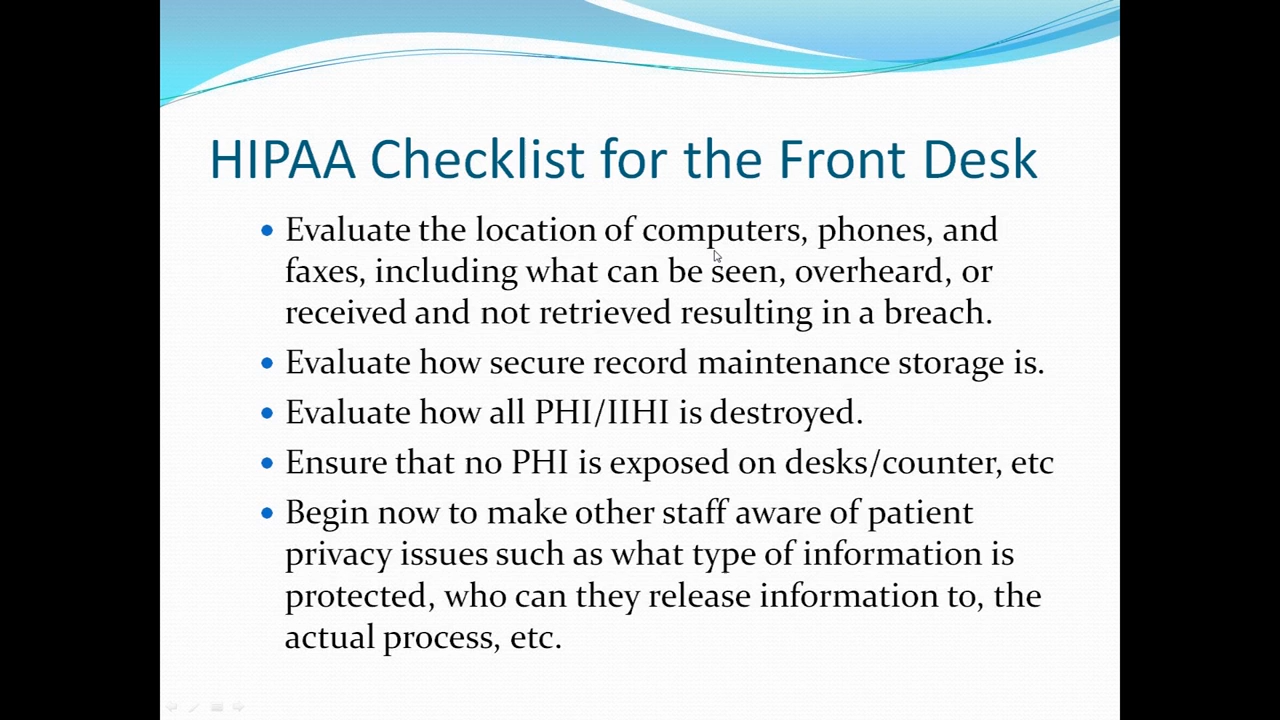 HIPAA Checklist for the Front Desk
• Evaluate the location of computers, phones, and
faxes, including what can be seen, overheard, or
received and not retrieved resulting in a breach.
• Evaluate how secure record maintenance storage is.
• Evaluate how all PHI/IIHI is destroyed.
• Ensure that no PHI is exposed on desks/counter, etc
• Begin now to make other staff aware of patient
privacy issues such as what type of information is
protected, who can they release information to, the
actual process, etc.